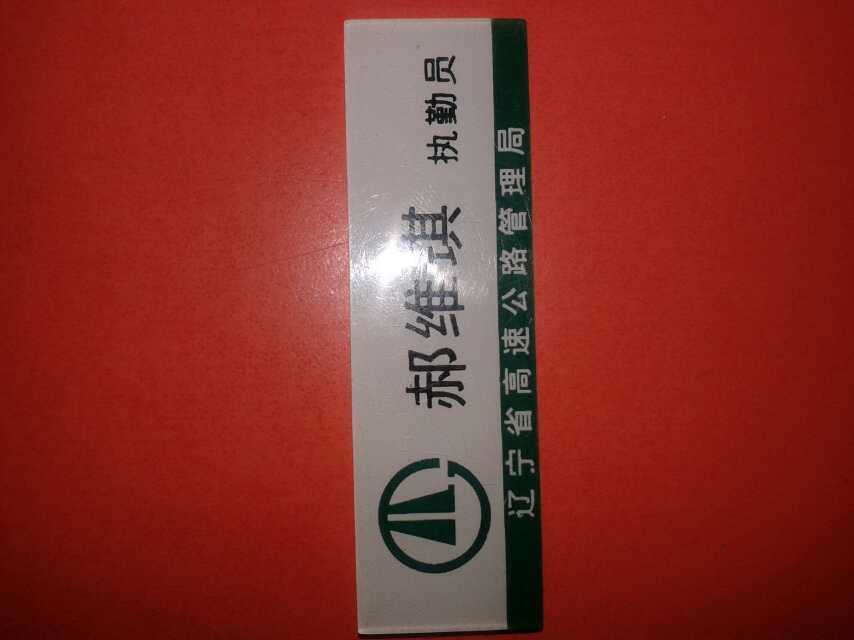 郝维琪 执勤员
辽宁省高速公路管理局